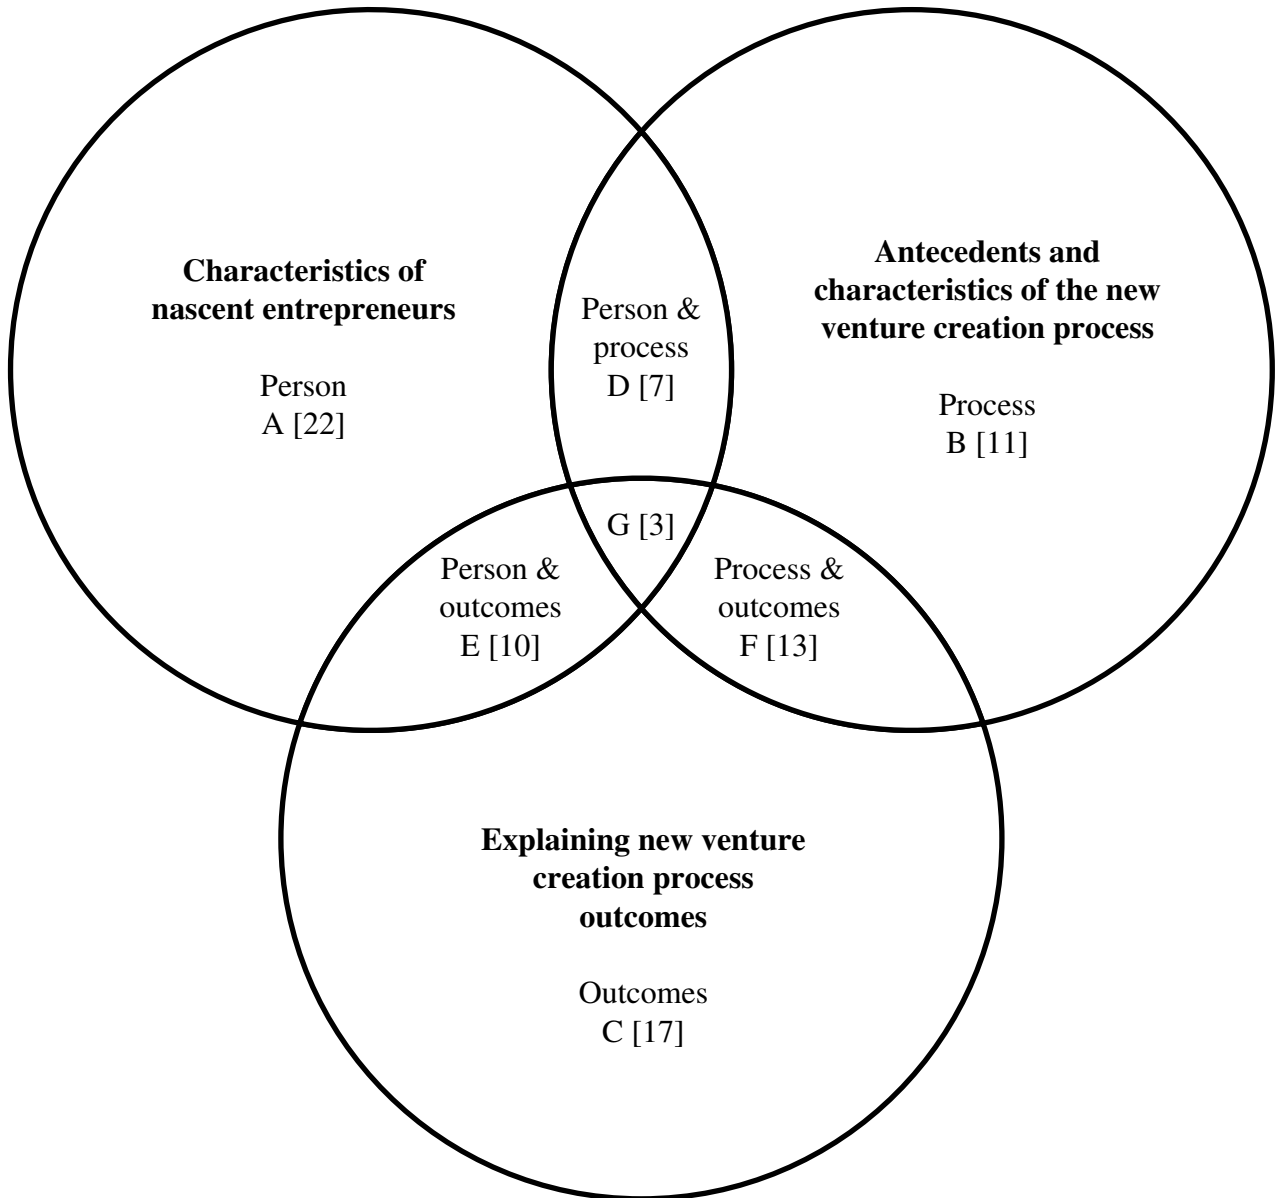 Characteristics of
nascent entrepreneurs
Person
A [22]
Antecedents and
characteristics of the new
venture creation process
Process
B [11]
Person &
process
D [7]
G [3]
Person &
outcomes
E [10]
Process &
outcomes
F [13]
Explaining new venture
creation process
outcomes
Outcomes
C [17]